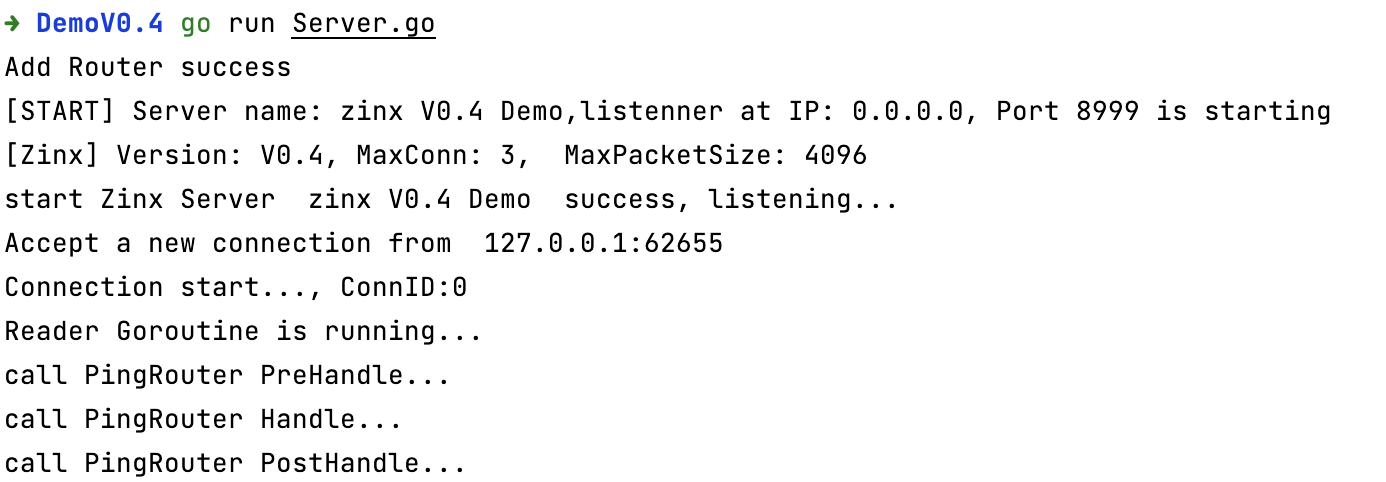 ➜ DemoV0.4 go run Server.go
Add Router success
[START] Server name: zinx V0.4 Demo,listenner at IP: 0.0.0.0, Port 8999 is starting
[Zinx] Version: V0.4, MaxConn: 3,  MaxPacketSize: 4096
start Zinx Server  zinx V0.4 Demo  success, listening...
Accept a new connection from  127.0.0.1:62655
Connection start..., ConnID:0
Reader Goroutine is running...
call PingRouter PreHandle...
call PingRouter Handle...
call PingRouter PostHandle...